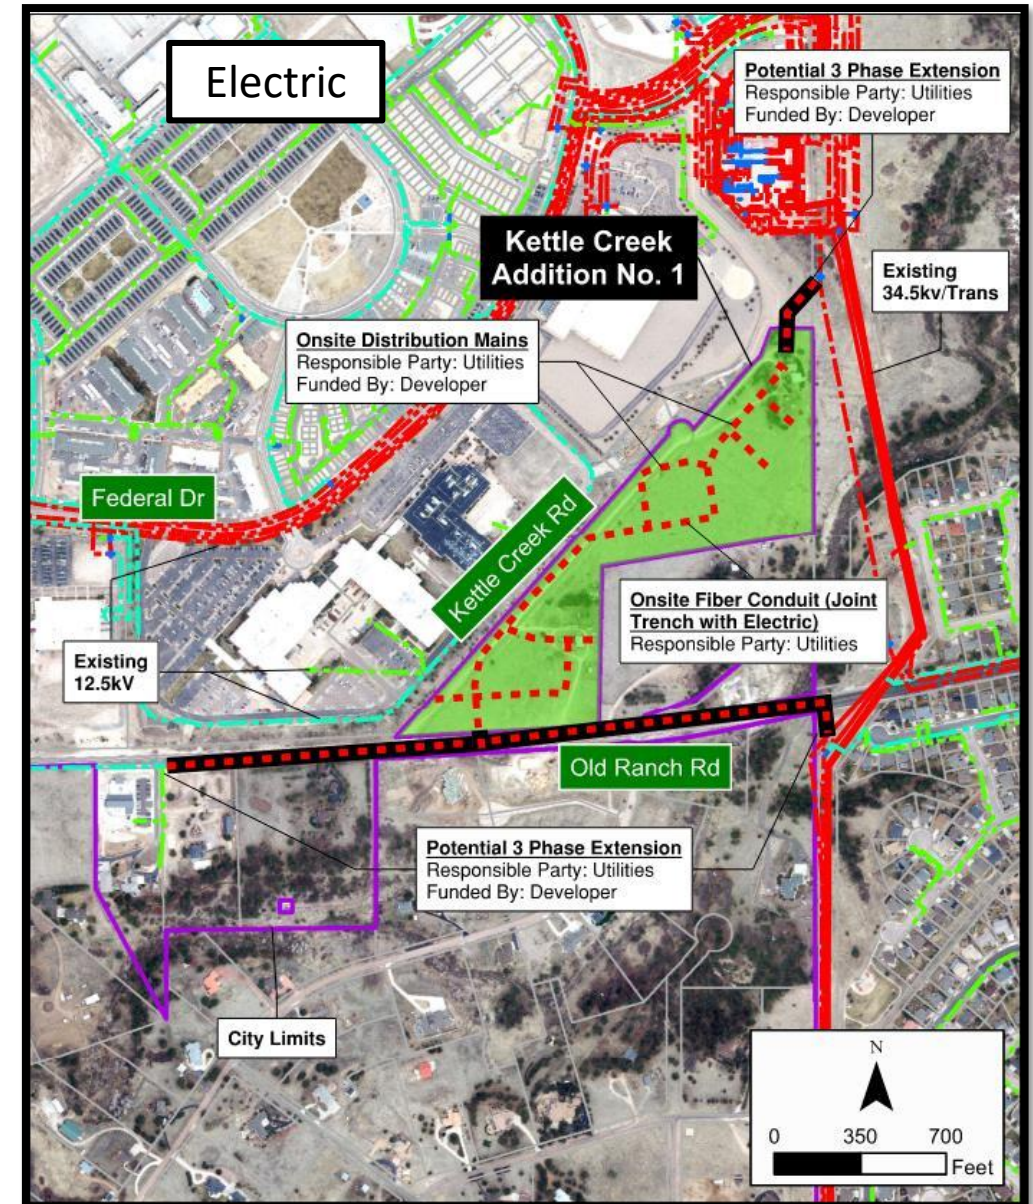 Electric
Potential 3 Phase Extension
Responsible Party: Utilities
Funded By: Developer
Kettle Creek
Addition No. 1
Existing
34.5kv/Trans
Onsite Distribution Mains
Responsible Party: Utilities
Funded By: Developer
Federal Dr
Kettle Creek Rd
Onsite Fiber Conduit (Joint
Trench with Electric)
Responsible Party: Utilities
Existing
12.5kV
Old Ranch Rd
Potential 3 Phase Extension
Responsible Party: Utilities
Funded By: Developer
City Limits
N
0 350 700
Feet